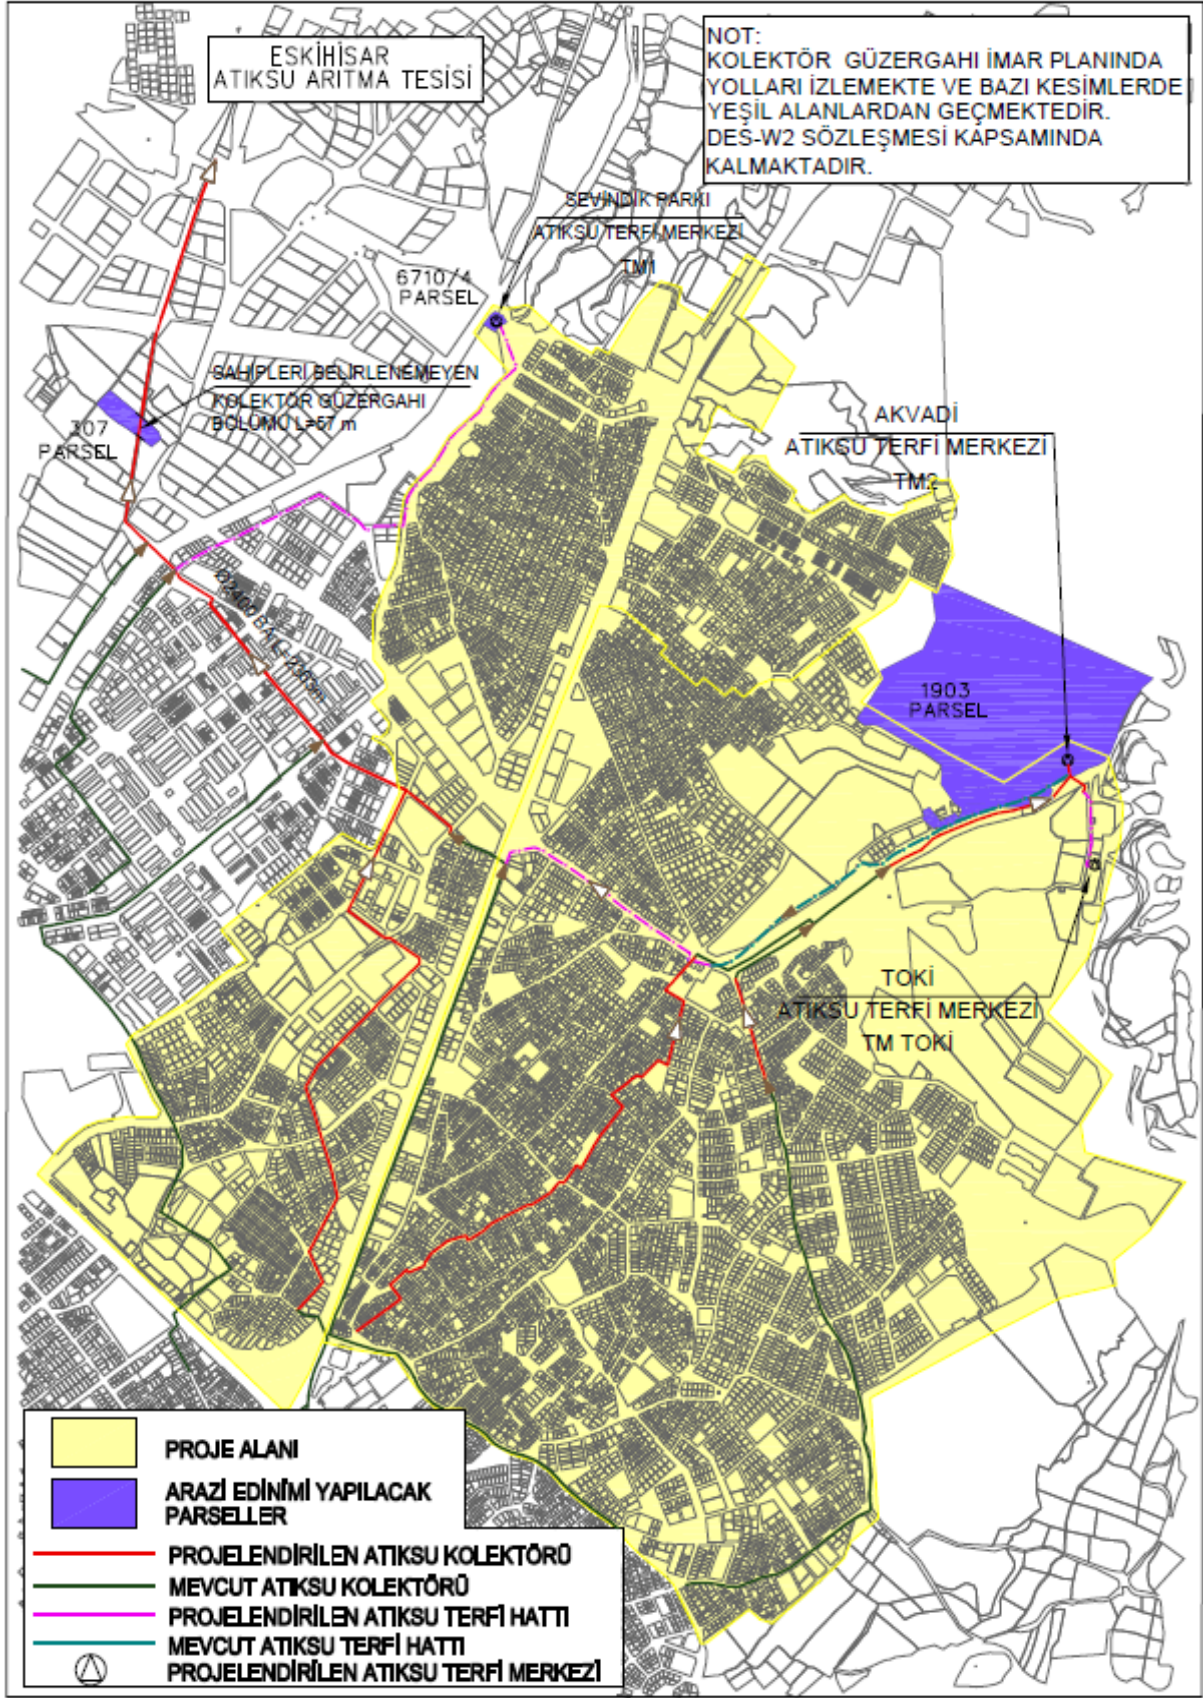 ESKİHİSAR
ATIKSU ARITMA TESİSİ
NOT:
KOLEKTÖR GÜZERGAHI İMAR PLANINDA
YOLLARI İZLEMEKTE VE BAZI KESİMLERDE
YEŞİL ALANLARDAN GEÇMEKTEDİR.
DES-W2 SÖZLEŞMESİ KAPSAMINDA
KALMAKTADIR.
SEVİNDİK PARKI
ATIKSU TERFİ MERKEZİ
TM1
6710/4
PARSEL
SAHİPLERİ BELİRLENEMEYEN
KOLEKTÖR GÜZERGAHI
BÖLÜMÜ L=57 m
307
PARSEL
AKVADİ
ATIKSU TERFİ MERKEZİ
TM2
1903
PARSEL
TOKİ
ATIKSU TERFİ MERKEZİ
TM TOKİ
PROJE ALANI
ARAZİ EDİNİMİ YAPILACAK
PARSELLER
PROJELENDİRİLEN ATIKSU KOLEKTÖRÜ
MEVCUT ATIKSU KOLEKTÖRÜ
PROJELENDİRİLEN ATIKSU TERFİ HATTI
MEVCUT ATIKSU TERFİ HATTI
PROJELENDİRİLEN ATIKSU TERFİ MERKEZİ